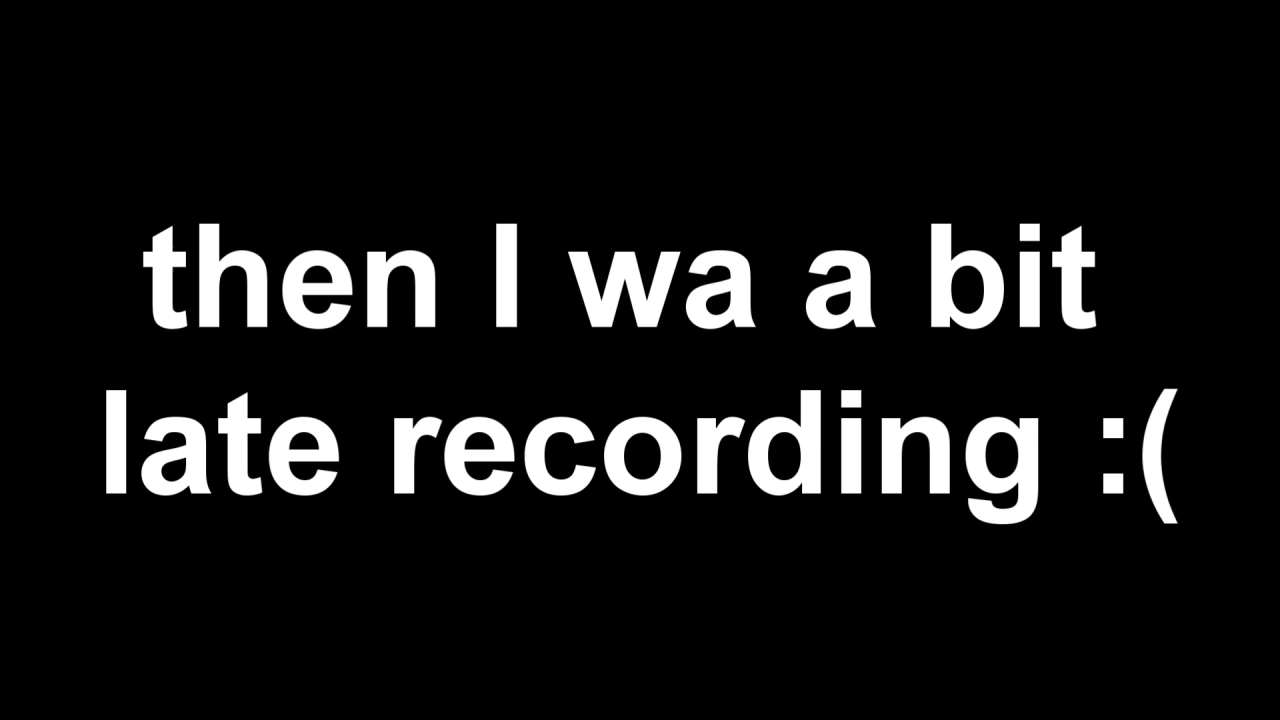 then I wa a bit
late recording :(